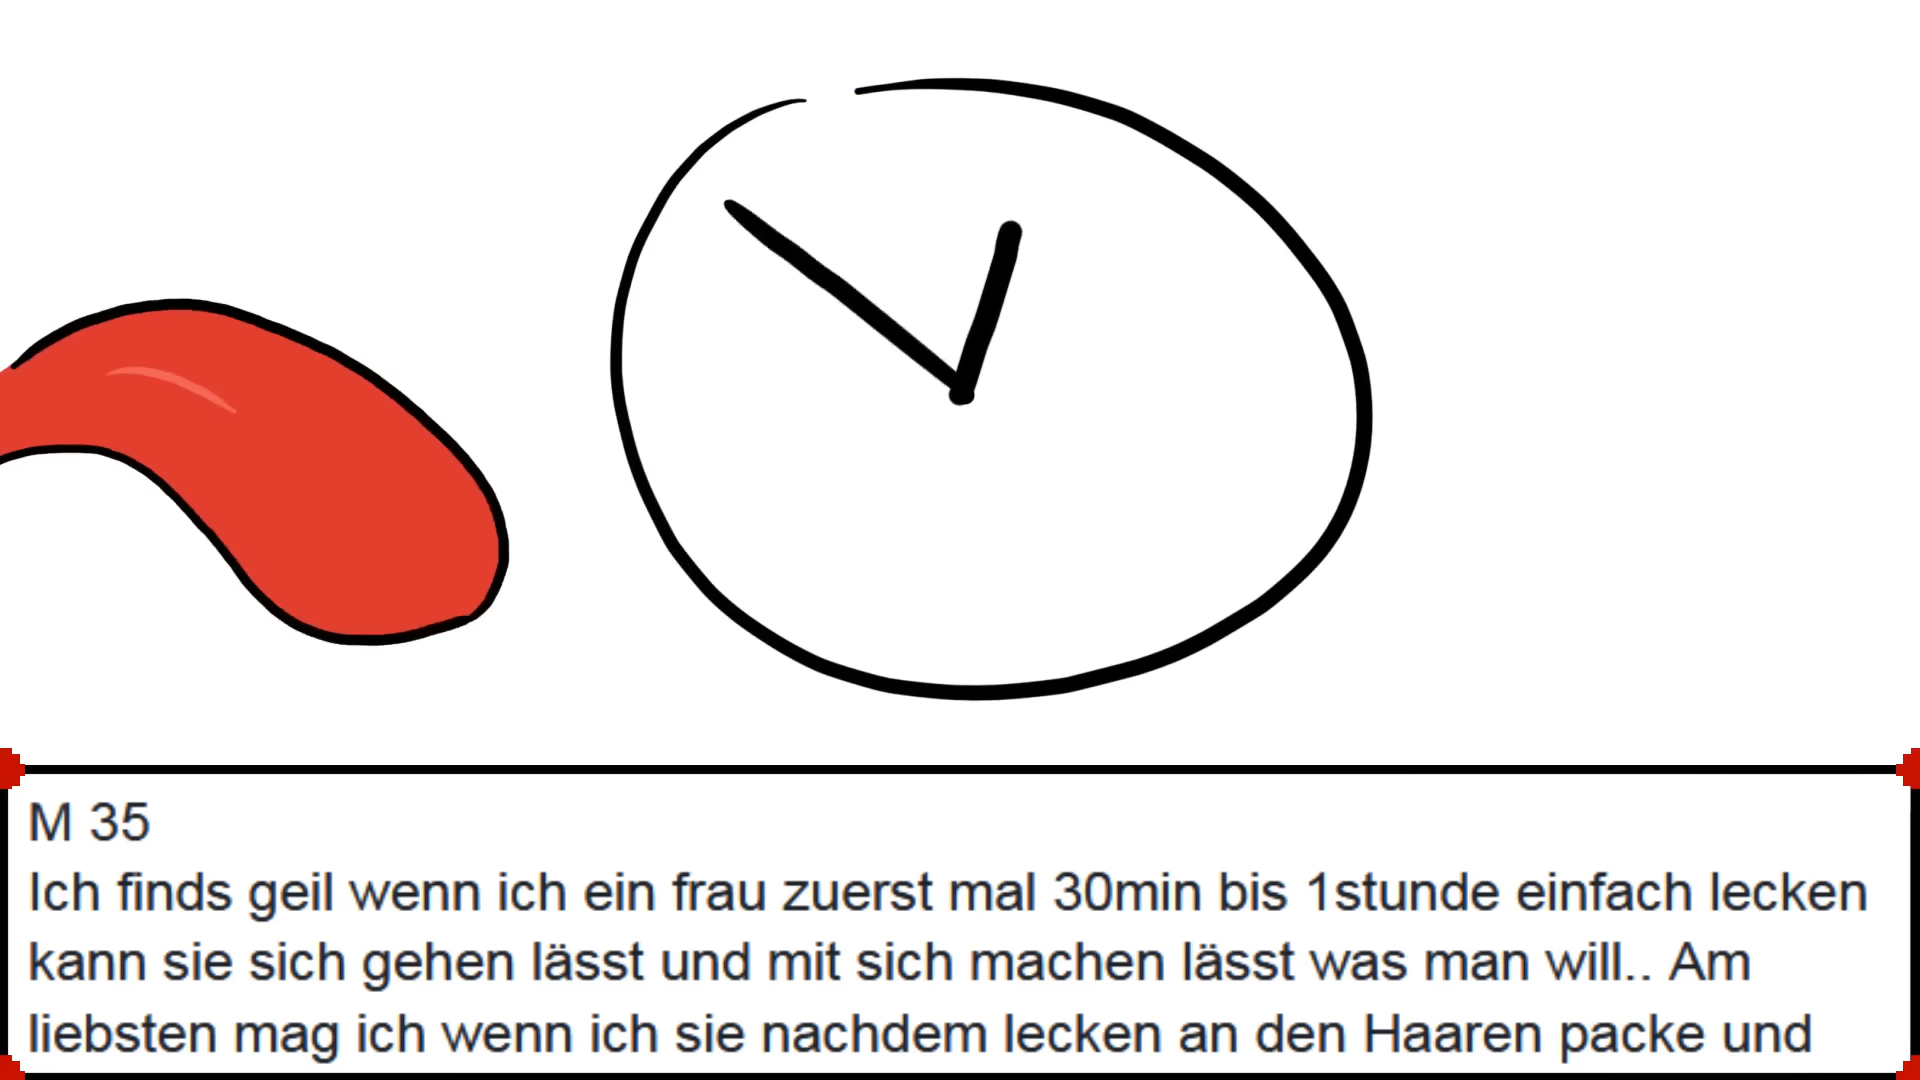 M 35
Ich finds geil wenn ich ein frau zuerst mal 30min bis 1stunde einfach lecken
kann sie sich gehen lässt und mit sich machen lässt was man will.. Am
liebsten mag ich wenn ich sie nachdem lecken an den Haaren packe und